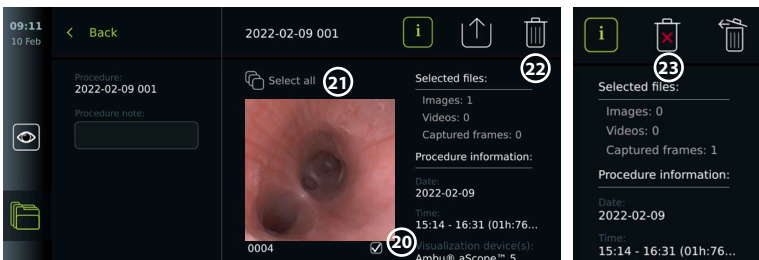 09:11
10 Feb
Back
2022-02-09 001
i
Select all
21
22
Procedure:
2022-02-09 001
Procedure note:
Selected files:
Images: 1
Videos: 0
Captured frames: 0
Procedure information:
Date:
2022-02-09
Time:
15:14 - 16:31 (01h:76...
0004
20
Visualization device(s):
Ambu® aScope™ 5
i
23
Selected files:
Images: 0
Videos: 0
Captured frames: 1
Procedure information:
Date:
2022-02-09
Time:
15:14 - 16:31 (01h:76...